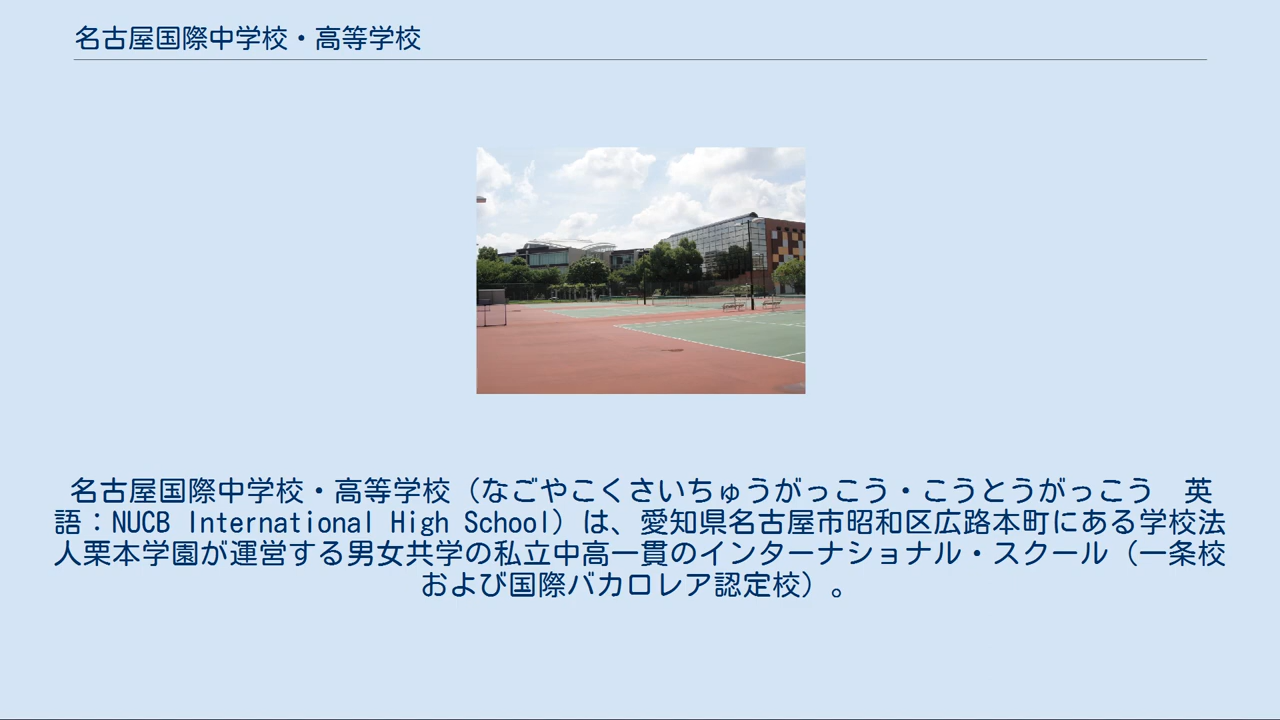 名古屋国際中学校・高等学校
名古屋国際中学校・高等学校（なごやこくさいちゅうがっこう・こうとうがっこう　英
語：NUCB International High School）は、愛知県名古屋市昭和区広路本町にある学校法
人栗本学園が運営する男女共学の私立中高一貫のインターナショナル・スクール（一条校
および国際バカロレア認定校）。